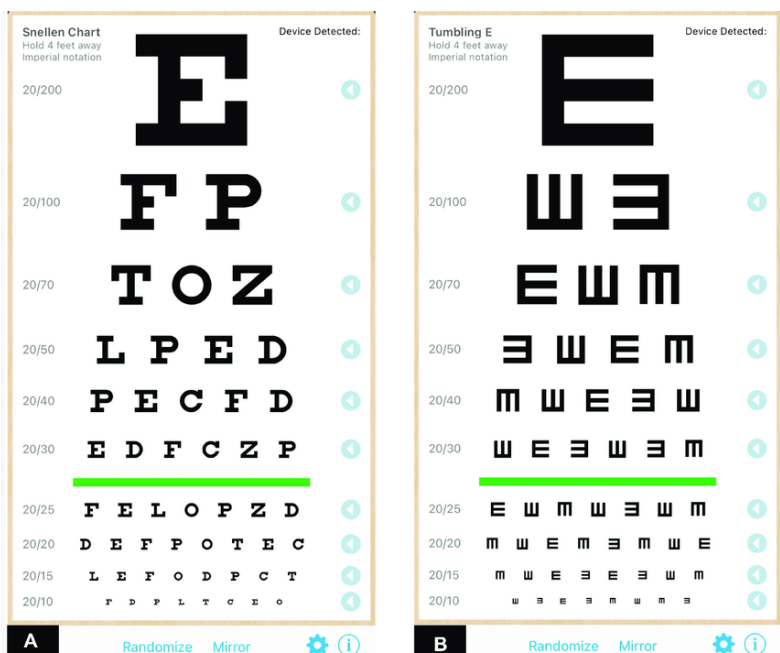 Snellen Chart
Hold 4 feet away
Imperial notation
Device Detected:
20/200 E
20/100 F P
20/70 T O Z
20/50 L P E D
20/40 P E C F D
20/30 E D F C Z P
20/25 F E L O P Z D
20/20 D E F P O T E C
20/15 L E F O D P C T
20/10 F D P L T C E O
A
Randomize Mirror
Tumbling E
Hold 4 feet away
Imperial notation
Device Detected:
20/200 E
20/100
20/70
20/50
20/40
20/30
20/25
20/20
20/15
20/10
B
Randomize Mirror